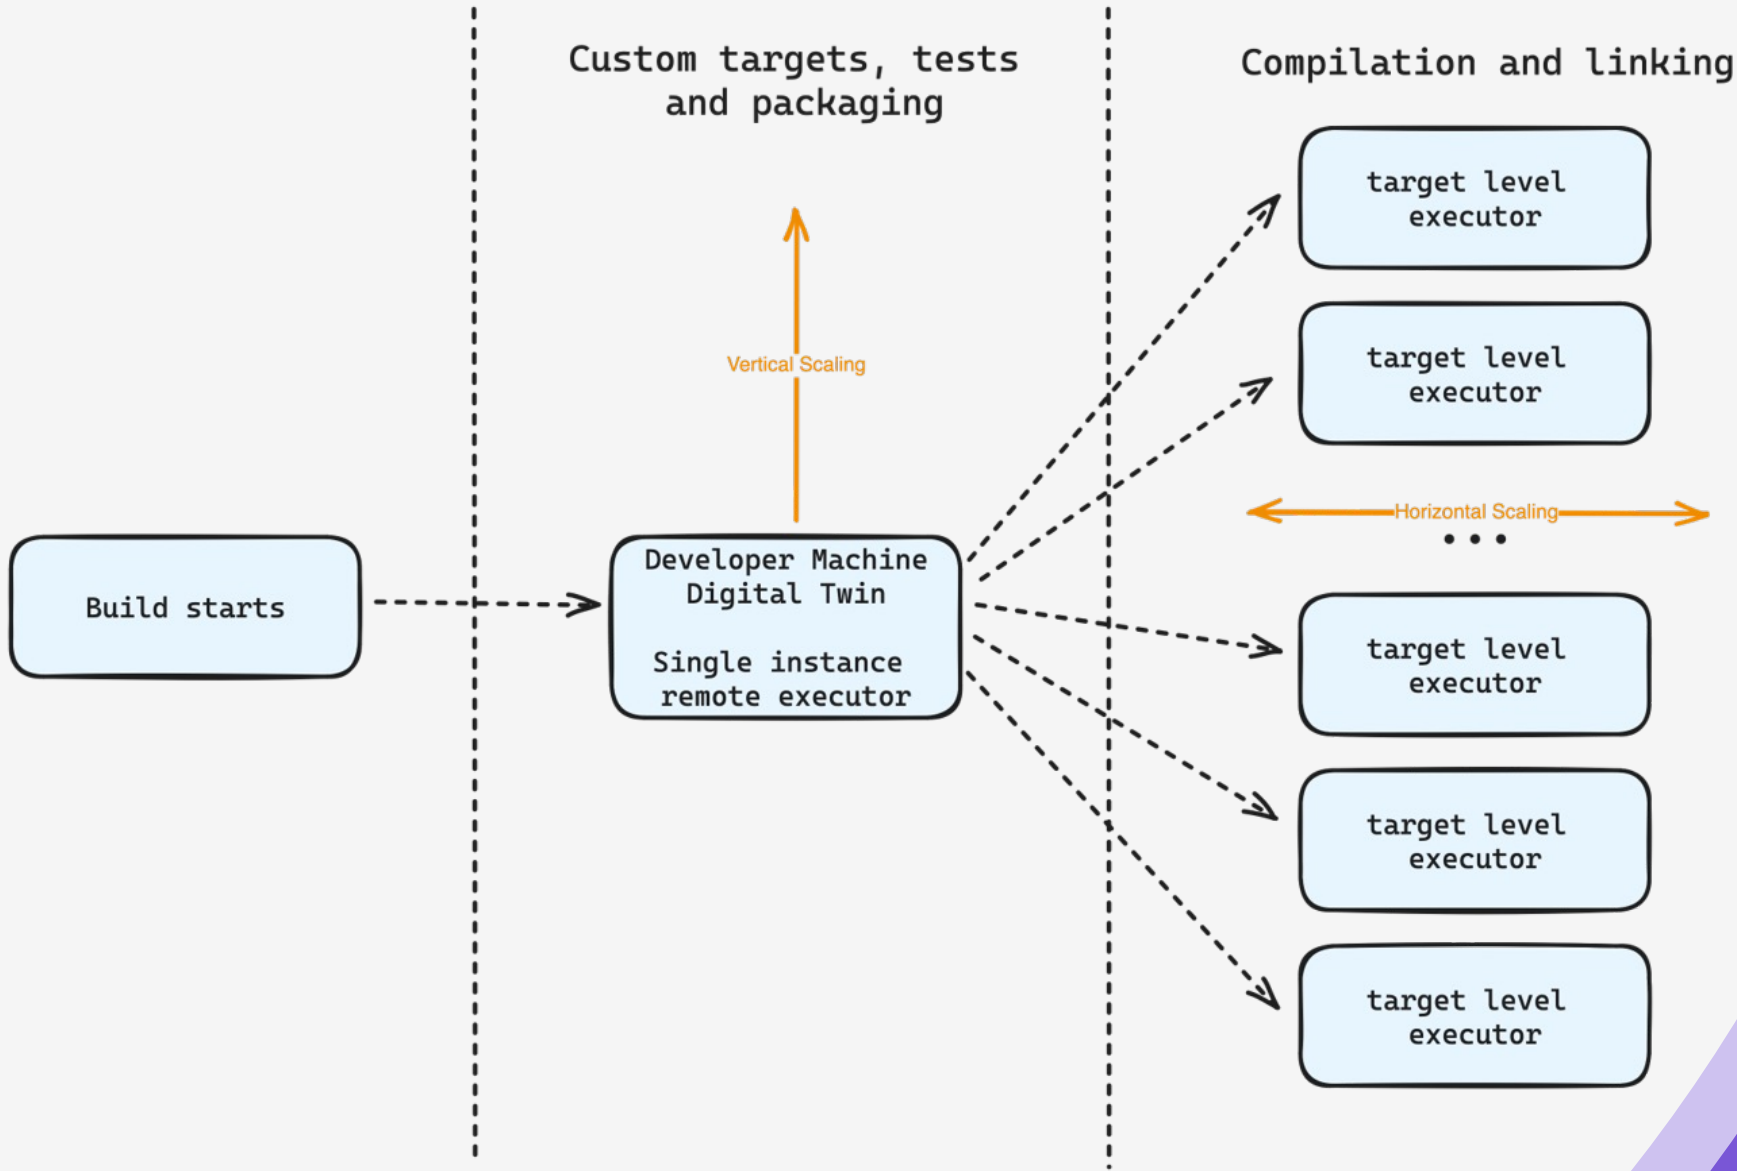 Custom targets, tests
and packaging
Compilation and linking
Build starts
Vertical Scaling
Developer Machine
Digital Twin
Single instance
remote executor
target level
executor
target level
executor
Horizontal Scaling
...
target level
executor
target level
executor
target level
executor